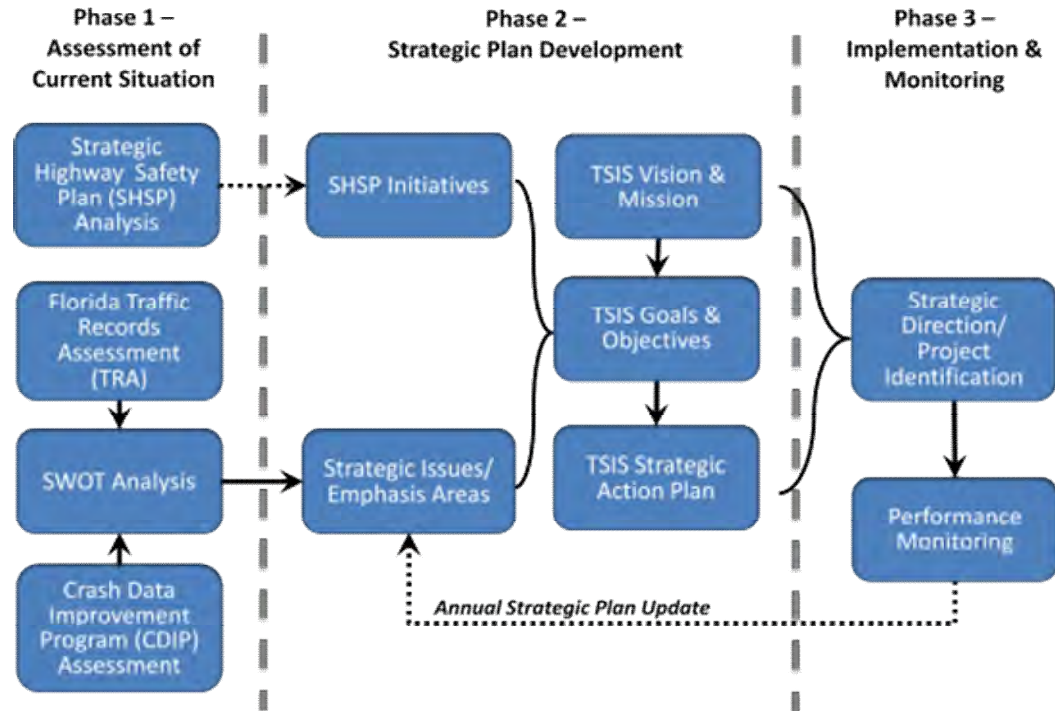 Phase 1 –
Assessment of
Current Situation
Phase 2 –
Strategic Plan Development
Phase 3 –
Implementation &
Monitoring
Strategic
Highway Safety
Plan (SHSP)
Analysis
Florida Traffic
Records
Assessment
(TRA)
SWOT Analysis
Crash Data
Improvement
Program (CDIP)
Assessment
SHSP Initiatives
Strategic Issues/
Emphasis Areas
TSIS Vision &
Mission
TSIS Goals &
Objectives
TSIS Strategic
Action Plan
Annual Strategic Plan Update
Strategic
Direction/
Project
Identification
Performance
Monitoring